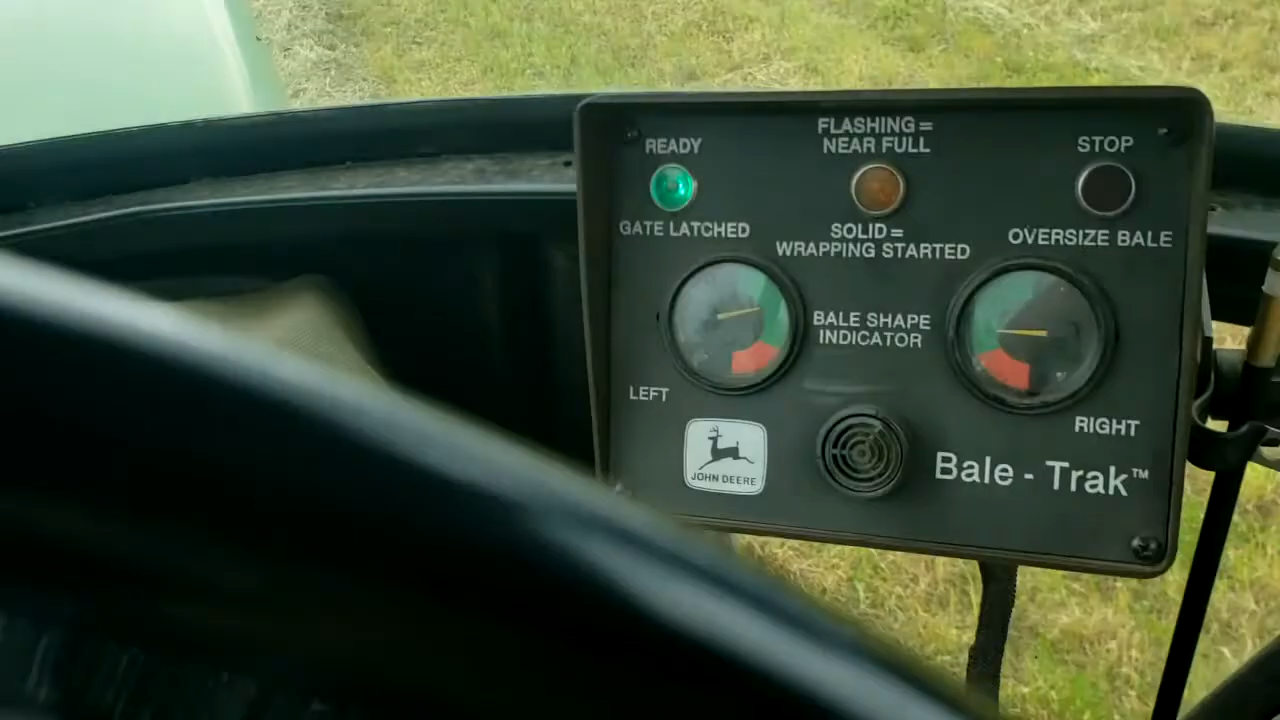 READY
GATE LATCHED
FLASHING =
NEAR FULL
SOLID =
WRAPPING STARTED
STOP
OVERSIZE BALE
BALE SHAPE
INDICATOR
LEFT
RIGHT
JOHN DEERE
Bale - Trak™